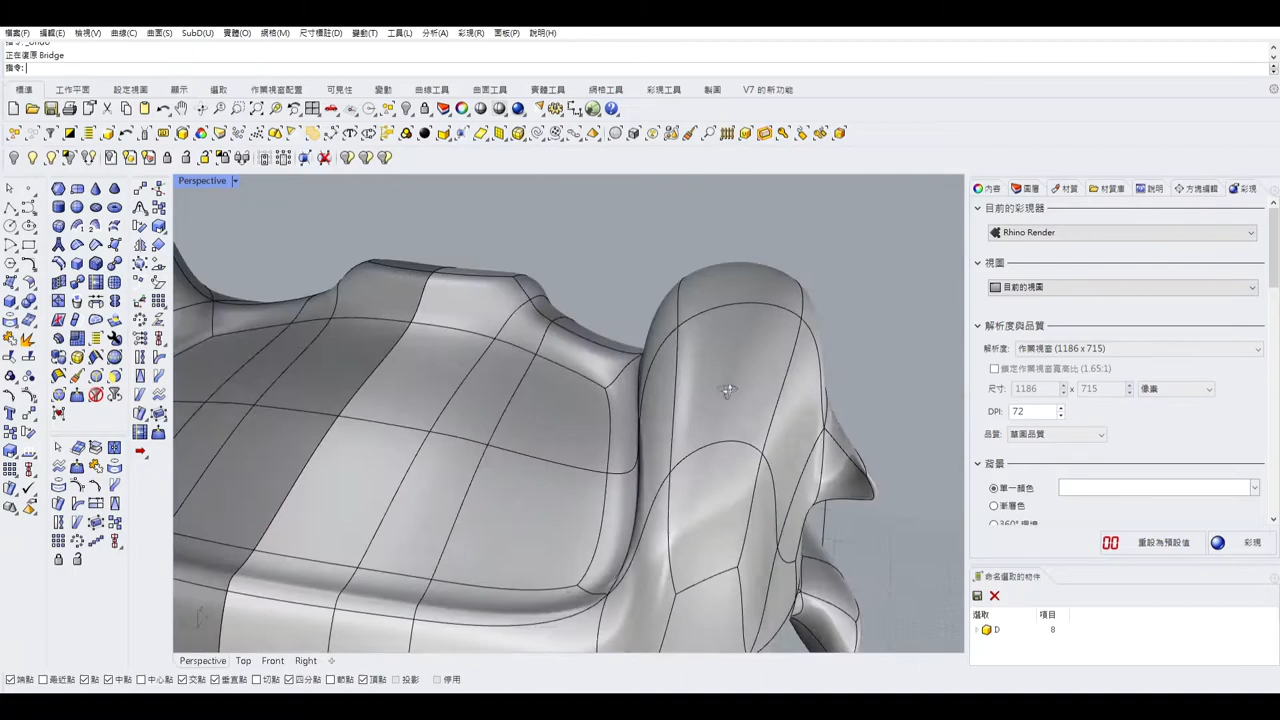 檔案(F) 編輯(E) 檢視(V) 曲線(C) 曲面(S) SubD(U) 實體(O) 網格(M) 尺寸標註(D) 變動(T) 工具(L) 分析(A) 彩現(R) 面板(P) 說明(H)
指令: _Undo
正在復原 Bridge
指令:
標準 工作平面 設定視圖 顯示 選取 作業視窗配置 可見性 變動 曲線工具 曲面工具 實體工具 網格工具 彩現工具 製圖 V7 的新功能
Perspective
內容 圖層 材質 材質庫 說明 方塊編輯 彩現
目前的彩現器
Rhino Render
視圖
目前的視圖
解析度與品質
解析度: 作業視窗 (1186 x 715)
鎖定作業視窗寬高比 (1.65:1)
尺寸: 1186 x 715 像素
DPI: 72
品質: 草圖品質
背景
單一顏色
漸層色
360° 環境
重設為預設值 彩現
命名選取的物件
選取 項目
D 8
Perspective Top Front Right
端點 最近點 點 中點 中心點 交點 垂直點 切點 四分點 節點 頂點 投影 停用